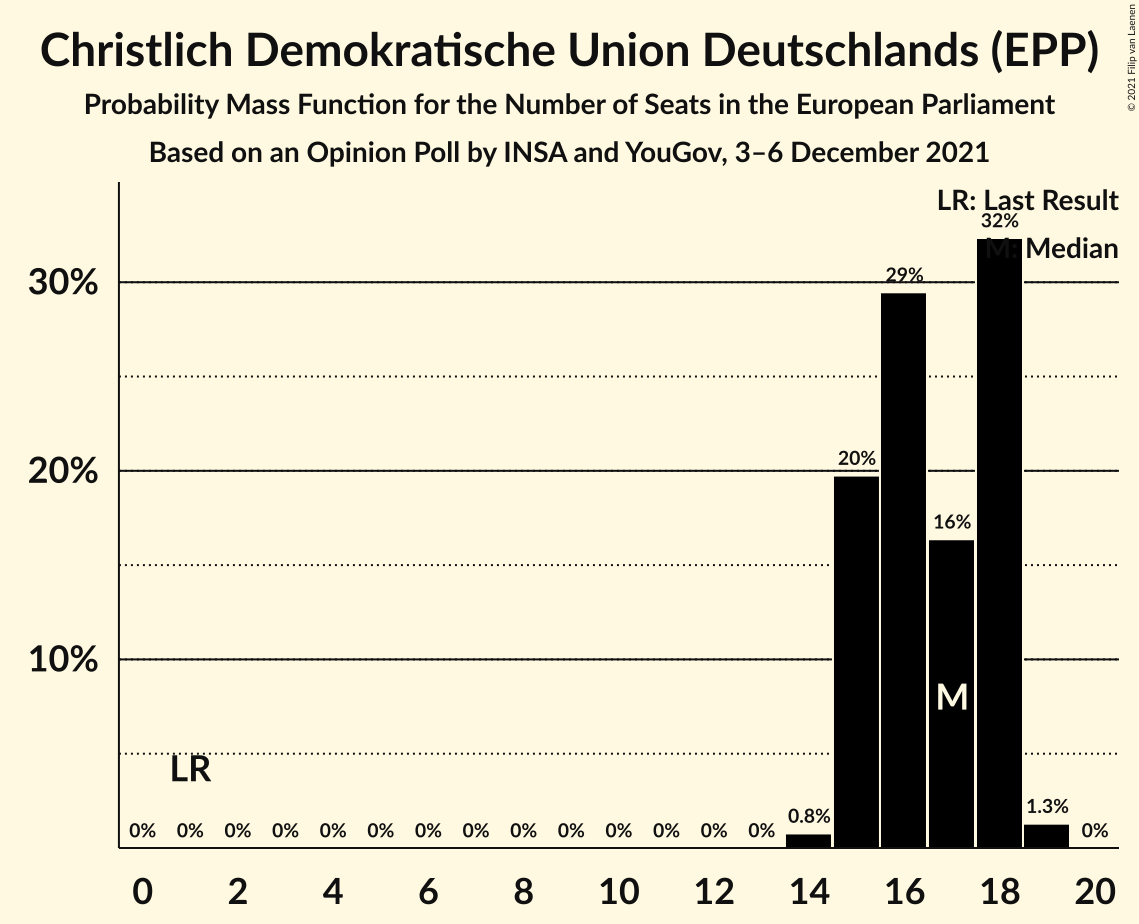 Christlich Demokratische Union Deutschlands (EPP)
Probability Mass Function for the Number of Seats in the European Parliament
Based on an Opinion Poll by INSA and YouGov, 3–6 December 2021
© 2021 Filip van Laenen
LR: Last Result
M: Median
32%
29%
30%
20%
20%
16%
10%
M
LR
1.3%
0.8%
0% 0% 0% 0% 0% 0% 0% 0% 0% 0% 0% 0% 0% 0% 0%
0 2 4 6 8 10 12 14 16 18 20